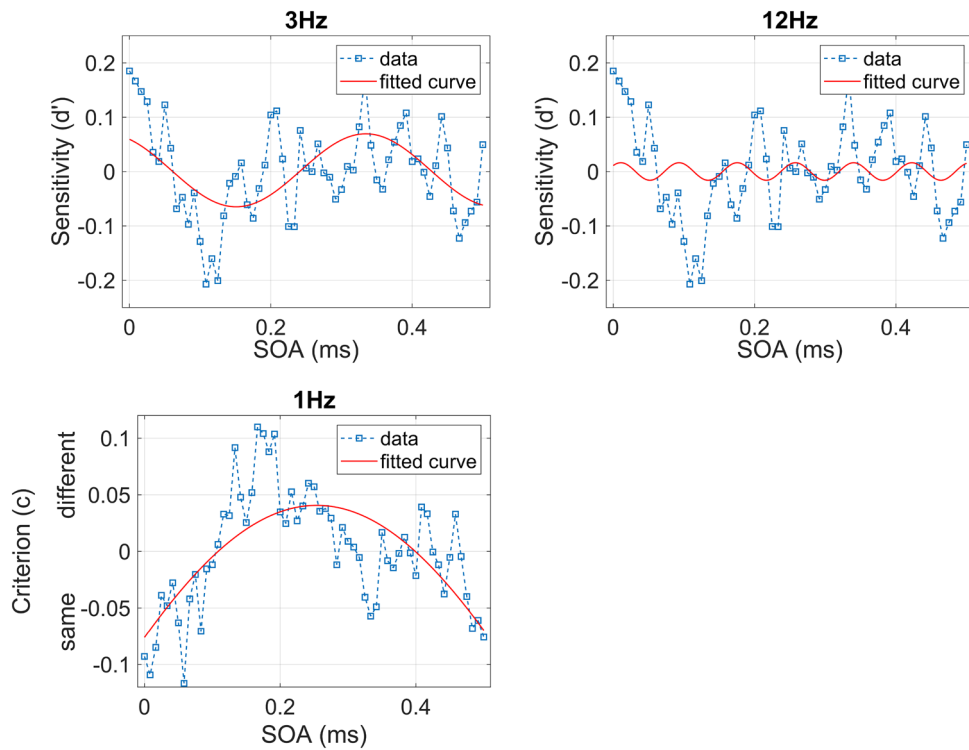 3Hz
Sensitivity (d')
0.2
0.1
0
-0.1
-0.2
data
fitted curve
0
0.2
0.4
SOA (ms)
12Hz
Sensitivity (d')
0.2
0.1
0
-0.1
-0.2
data
fitted curve
0
0.2
0.4
SOA (ms)
1Hz
Criterion (c)
same
different
0.1
0.05
0
-0.05
-0.1
data
fitted curve
0
0.2
0.4
SOA (ms)